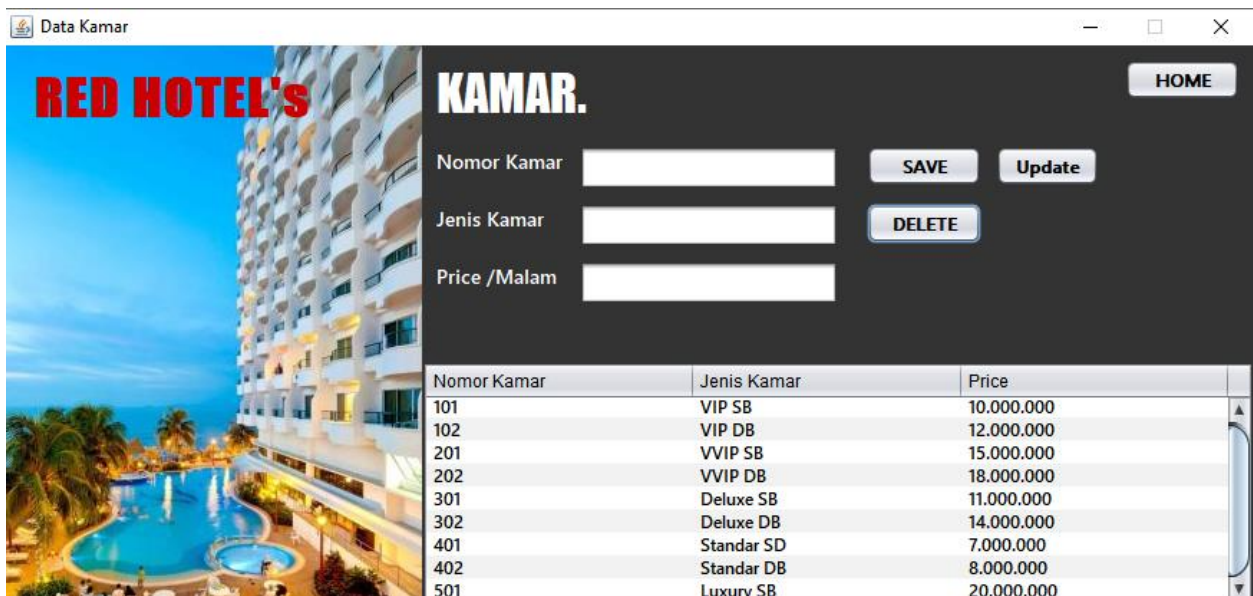 Data Kamar
RED HOTEL's
KAMAR.
HOME
Nomor Kamar
SAVE
Update
Jenis Kamar
DELETE
Price /Malam
Nomor Kamar Jenis Kamar Price
101 VIP SB 10.000.000
102 VIP DB 12.000.000
201 VVIP SB 15.000.000
202 VVIP DB 18.000.000
301 Deluxe SB 11.000.000
302 Deluxe DB 14.000.000
401 Standar SD 7.000.000
402 Standar DB 8.000.000
501 Luxury SB 20.000.000